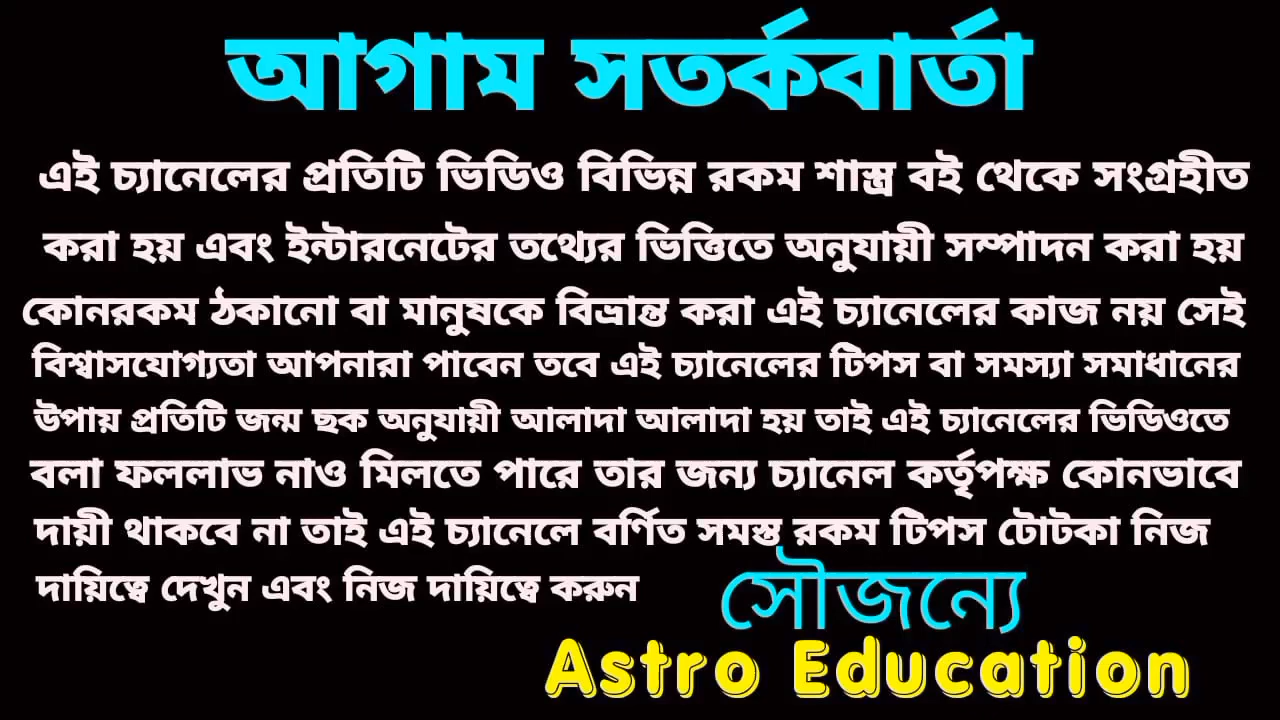 আগাম সতর্কবার্তা
এই চ্যানেলের প্রতিটি ভিডিও বিভিন্ন রকম শাস্ত্র বই থেকে সংগ্রহীত
করা হয় এবং ইন্টারনেটের তথ্যের ভিত্তিতে অনুযায়ী সম্পাদন করা হয়
কোনরকম ঠকানো বা মানুষকে বিভ্রান্ত করা এই চ্যানেলের কাজ নয় সেই
বিশ্বাসযোগ্যতা আপনারা পাবেন তবে এই চ্যানেলের টিপস বা সমস্যা সমাধানের
উপায় প্রতিটি জন্ম ছক অনুযায়ী আলাদা আলাদা হয় তাই এই চ্যানেলের ভিডিওতে
বলা ফললাভ নাও মিলতে পারে তার জন্য চ্যানেল কর্তৃপক্ষ কোনভাবে
দায়ী থাকবে না তাই এই চ্যানেলে বর্ণিত সমস্ত রকম টিপস টোটকা নিজ
দায়িত্বে দেখুন এবং নিজ দায়িত্বে করুন
সৌজন্যে
Astro Education